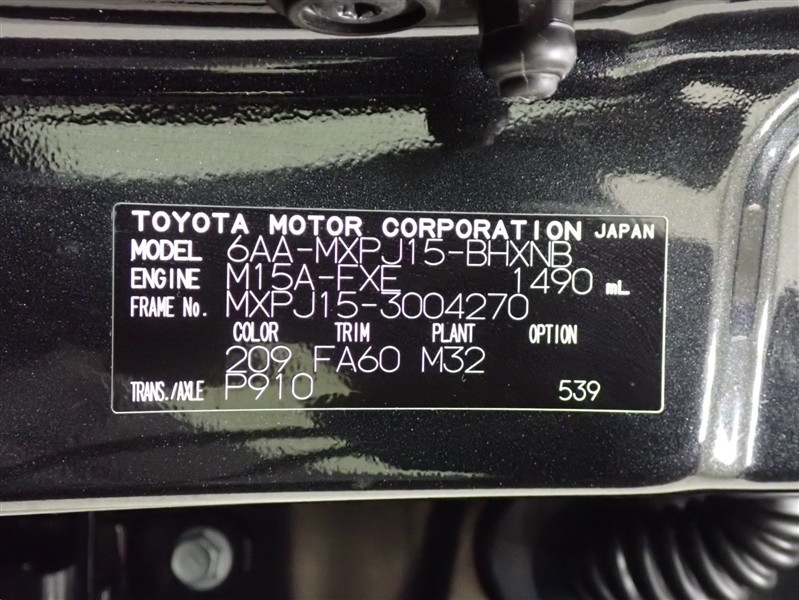 TOYOTA MOTOR CORPORATION JAPAN
MODEL 6AA-MXPJ15-BHXNB
ENGINE M15A-FXE 1490 mL
FRAME No. MXPJ15-3004270
COLOR TRIM PLANT OPTION
209 FA60 M32
TRANS./AXLE P910 539